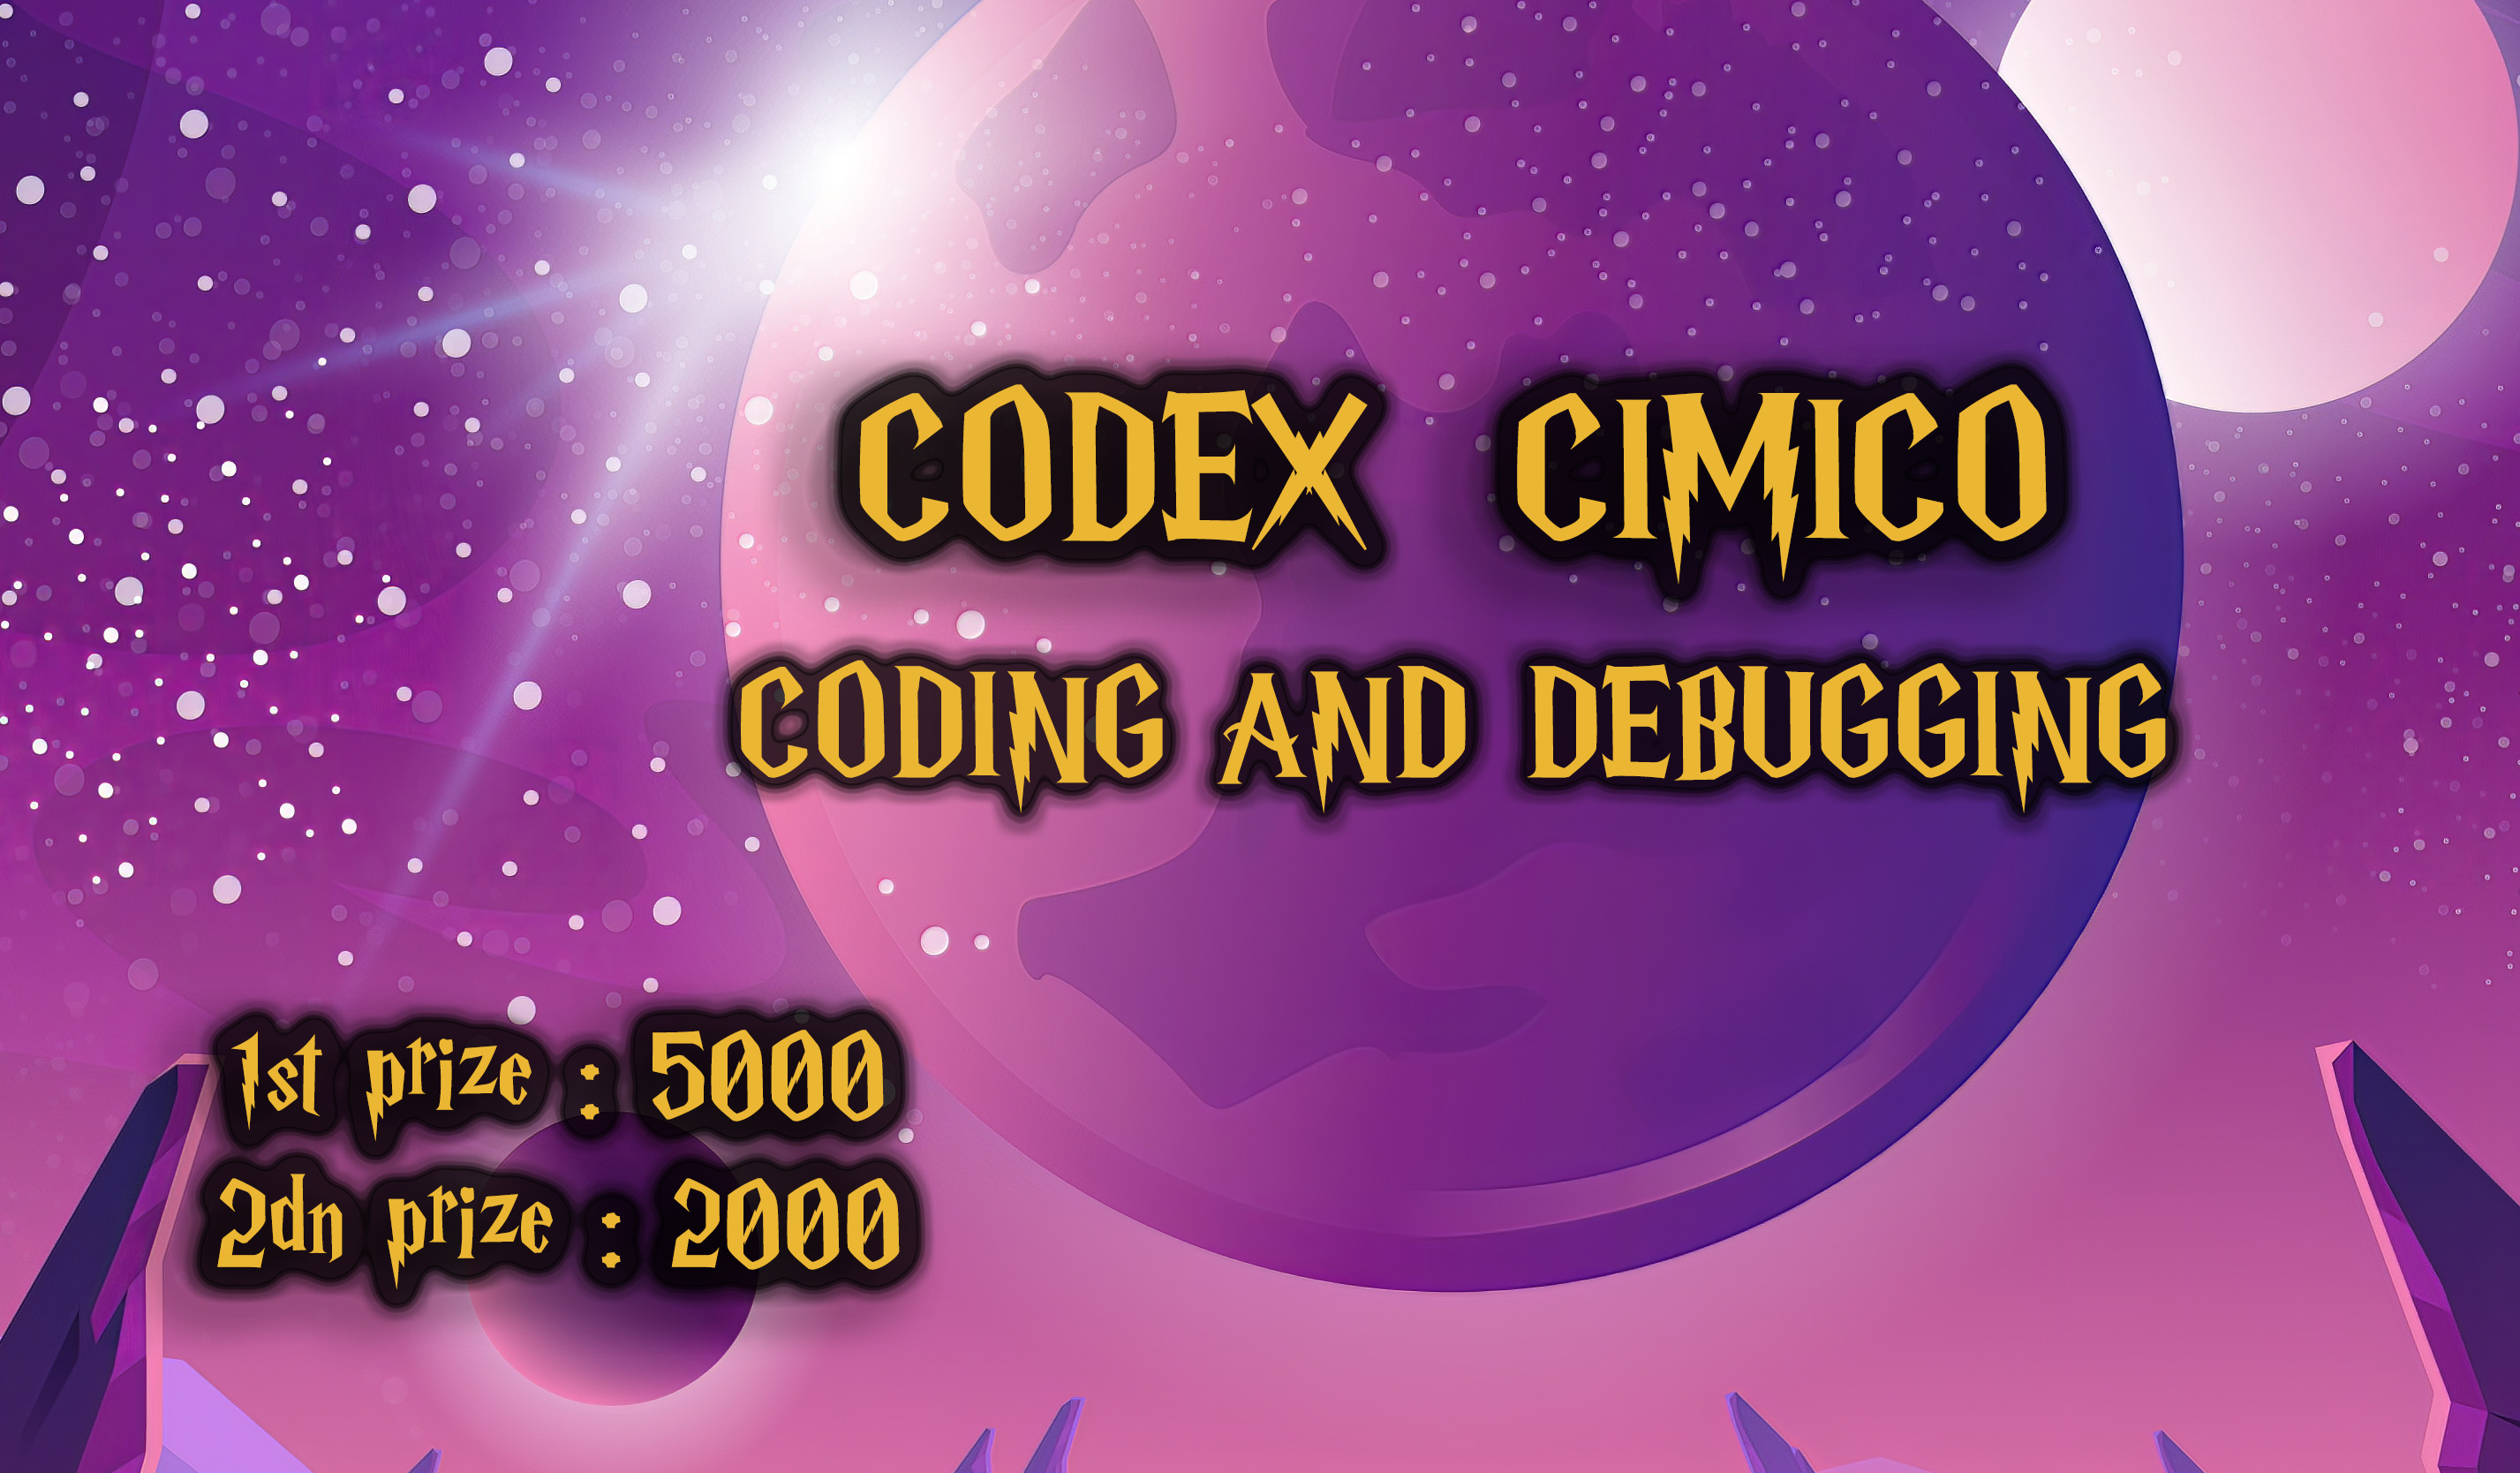 CODEX CIMICO
CODING AND DEBUGGING
1st prize : 5000
2dn prize : 2000